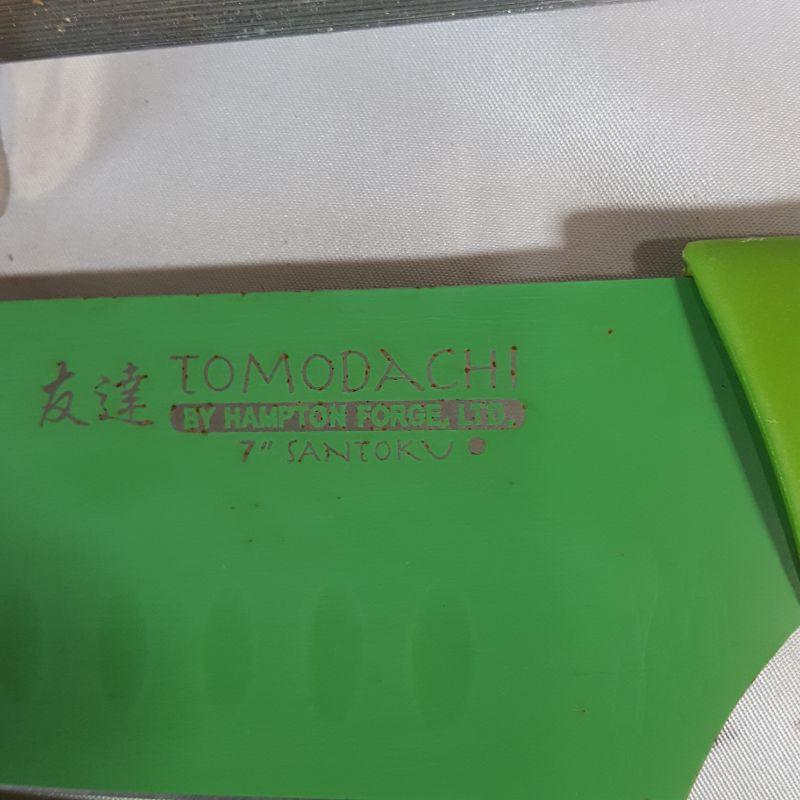 友達 TOMODACHI
BY HAMPTON FORGE, LTD.
7" SANTOKU